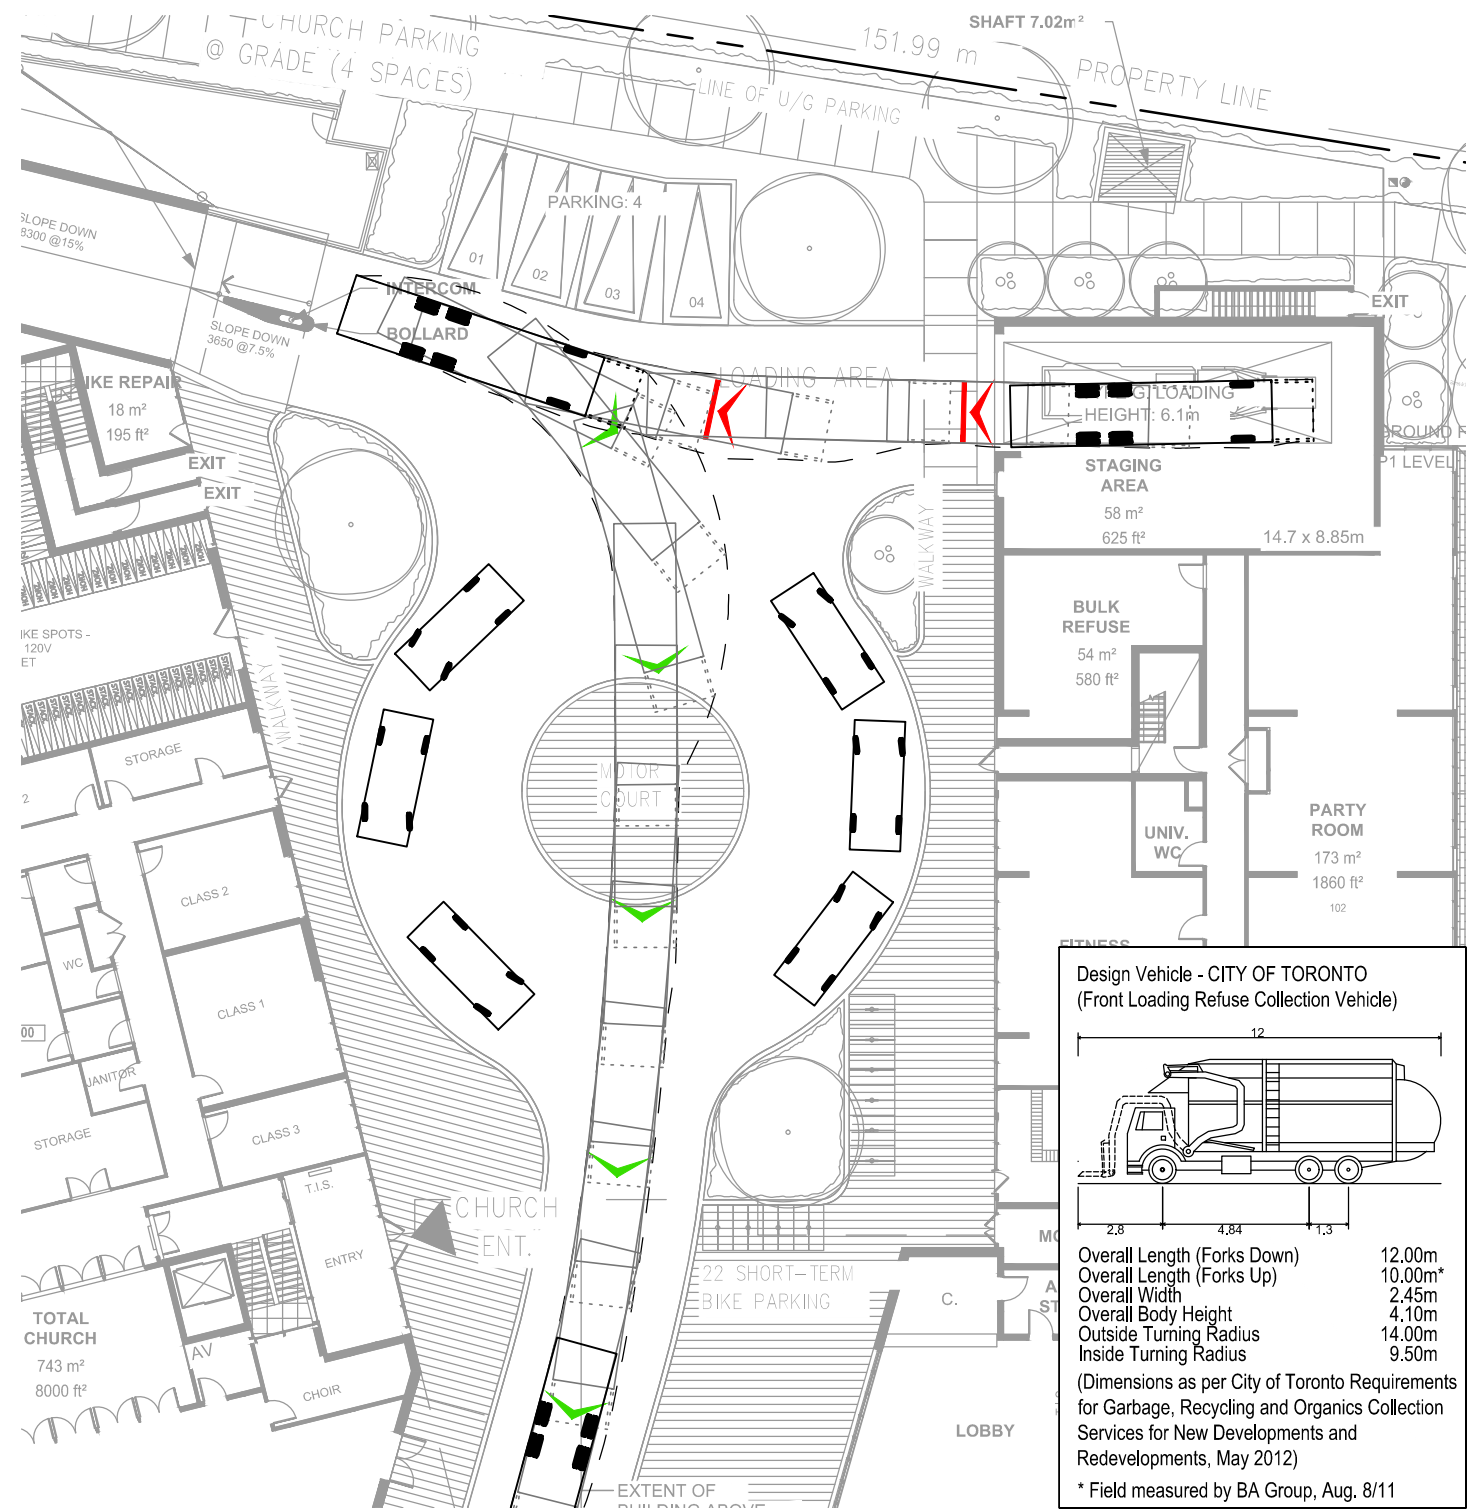 CHURCH PARKING
@ GRADE (4 SPACES)
SHAFT 7.02m²
151.99 m
PROPERTY LINE
LINE OF U/G PARKING
PARKING: 4
01
02
03
04
SLOPE DOWN
8300 @15%
INTERCOM
BOLLARD
SLOPE DOWN
3650 @7.5%
LOADING AREA
G. LOADING
HEIGHT: 6.1m
EXIT
STAGING
AREA
58 m²
625 ft²
14.7 x 8.85m
P1 LEVEL
18 m²
195 ft²
EXIT
EXIT
WALKWAY
WALKWAY
BULK
REFUSE
54 m²
580 ft²
STORAGE
MOTOR
COURT
UNIV.
WC
PARTY
ROOM
173 m²
1860 ft²
102
CLASS 2
WC
CLASS 1
JANITOR
STORAGE
CLASS 3
T.I.S.
ENTRY
CHURCH
ENT.
22 SHORT-TERM
BIKE PARKING
C.
TOTAL
CHURCH
743 m²
8000 ft²
AV
CHOIR
LOBBY
EXTENT OF
FITNESS
Design Vehicle - CITY OF TORONTO
(Front Loading Refuse Collection Vehicle)
12
2.8 4.84 1.3
Overall Length (Forks Down) 12.00m
Overall Length (Forks Up) 10.00m*
Overall Width 2.45m
Overall Body Height 4.10m
Outside Turning Radius 14.00m
Inside Turning Radius 9.50m
(Dimensions as per City of Toronto Requirements
for Garbage, Recycling and Organics Collection
Services for New Developments and
Redevelopments, May 2012)
* Field measured by BA Group, Aug. 8/11